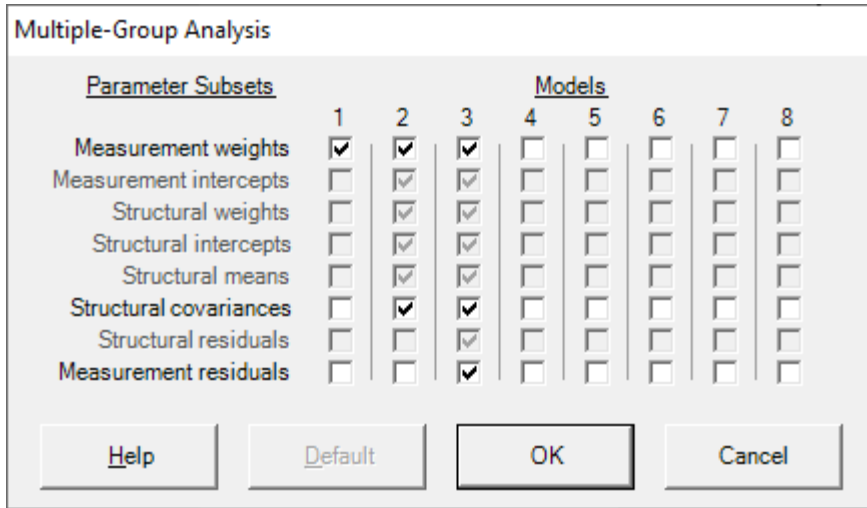 Multiple-Group Analysis
Parameter Subsets Models
1 2 3 4 5 6 7 8
Measurement weights
Measurement intercepts
Structural weights
Structural intercepts
Structural means
Structural covariances
Structural residuals
Measurement residuals
Help Default OK Cancel